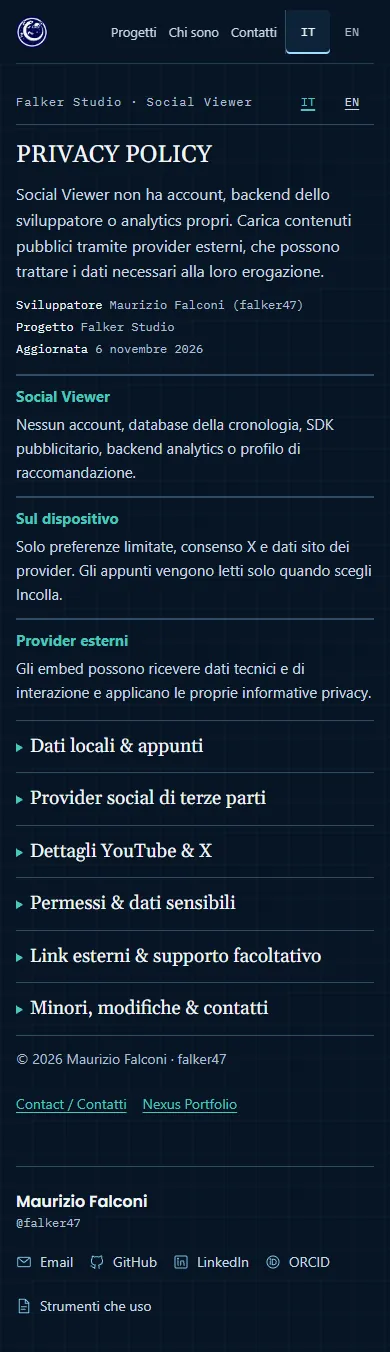 Progetti Chi sono Contatti IT EN
Falker Studio · Social Viewer IT EN
PRIVACY POLICY
Social Viewer non ha account, backend dello
sviluppatore o analytics propri. Carica contenuti
pubblici tramite provider esterni, che possono
trattare i dati necessari alla loro erogazione.
Sviluppatore Maurizio Falconi (falker47)
Progetto Falker Studio
Aggiornata 6 novembre 2026
Social Viewer
Nessun account, database della cronologia, SDK
pubblicitario, backend analytics o profilo di
raccomandazione.
Sul dispositivo
Solo preferenze limitate, consenso X e dati sito dei
provider. Gli appunti vengono letti solo quando scegli
Incolla.
Provider esterni
Gli embed possono ricevere dati tecnici e di
interazione e applicano le proprie informative privacy.
Dati locali & appunti
Provider social di terze parti
Dettagli YouTube & X
Permessi & dati sensibili
Link esterni & supporto facoltativo
Minori, modifiche & contatti
© 2026 Maurizio Falconi · falker47
Contact / Contatti Nexus Portfolio
Maurizio Falconi
@falker47
Email GitHub LinkedIn ORCID
Strumenti che uso